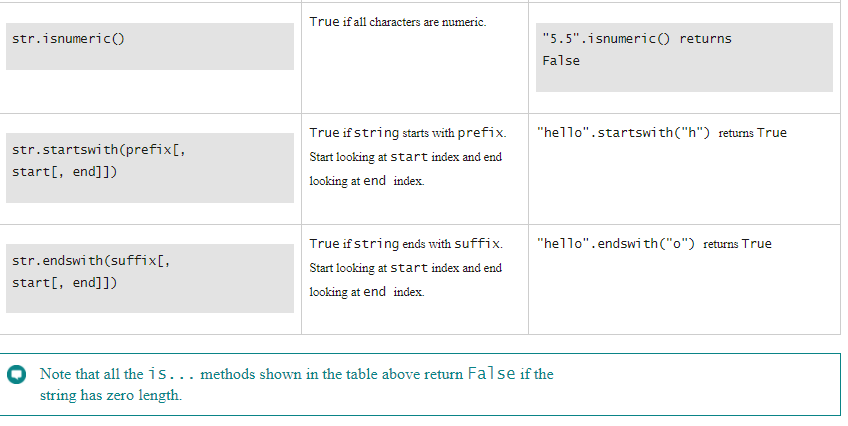 str.isnumeric()
True if all characters are numeric.
"5.5".isnumeric() returns
False
str.startswith(prefix[,
start[, end]])
True if string starts with prefix.
Start looking at start index and end
looking at end index.
"hello".startswith("h") returns True
str.endswith(suffix[,
start[, end]])
True if string ends with suffix.
Start looking at start index and end
looking at end index.
"hello".endswith("o") returns True
Note that all the is... methods shown in the table above return False if the
string has zero length.